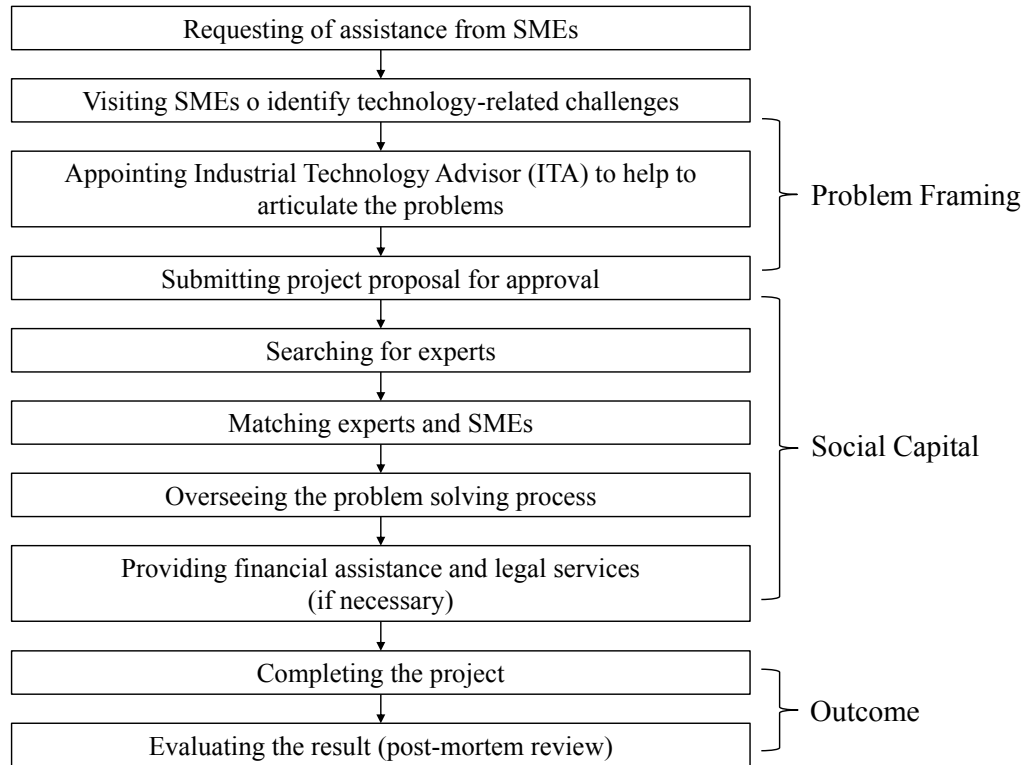 Requesting of assistance from SMEs
Visiting SMEs o identify technology-related challenges
Appointing Industrial Technology Advisor (ITA) to help to
articulate the problems
Problem Framing
Submitting project proposal for approval
Searching for experts
Matching experts and SMEs
Social Capital
Overseeing the problem solving process
Providing financial assistance and legal services
(if necessary)
Completing the project
Outcome
Evaluating the result (post-mortem review)